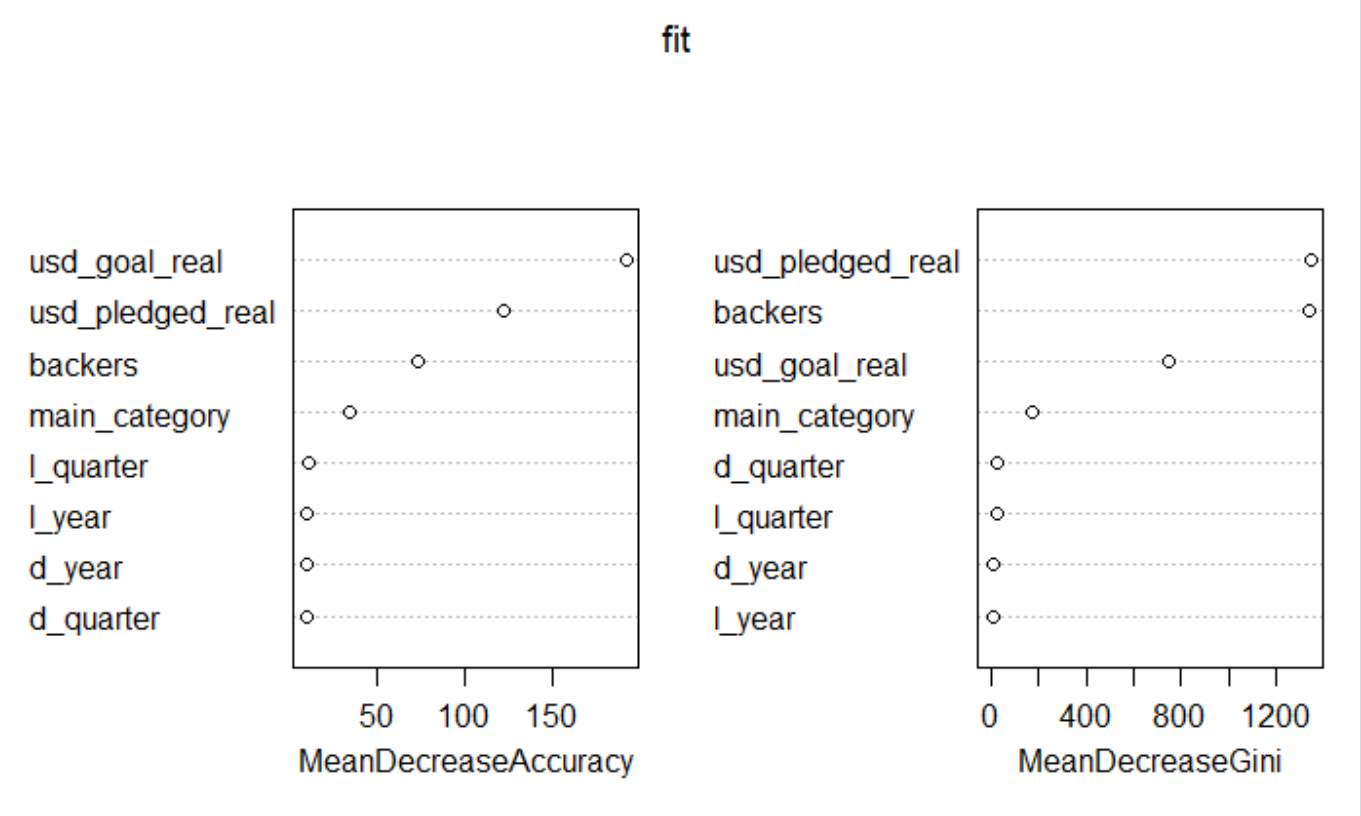 fit
usd_goal_real
usd_pledged_real
backers
main_category
l_quarter
l_year
d_year
d_quarter
50 100 150
MeanDecreaseAccuracy
usd_pledged_real
backers
usd_goal_real
main_category
d_quarter
l_quarter
d_year
l_year
0 400 800 1200
MeanDecreaseGini